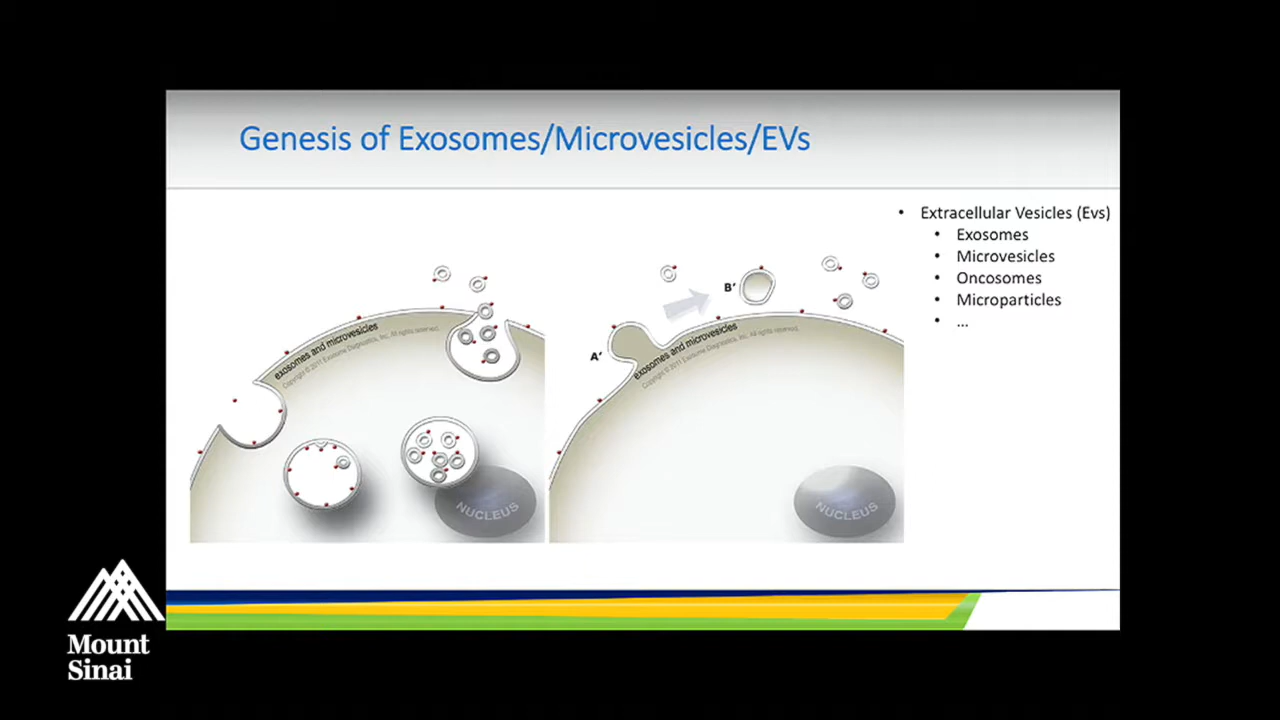 Genesis of Exosomes/Microvesicles/EVs
• Extracellular Vesicles (Evs)
• Exosomes
• Microvesicles
• Oncosomes
• Microparticles
• ...
exosomes and microvesicles
Copyright © 2011 Exosome Diagnostics, Inc. All rights reserved.
NUCLEUS
A’
B’
exosomes and microvesicles
Copyright © 2011 Exosome Diagnostics, Inc. All rights reserved.
NUCLEUS
Mount
Sinai